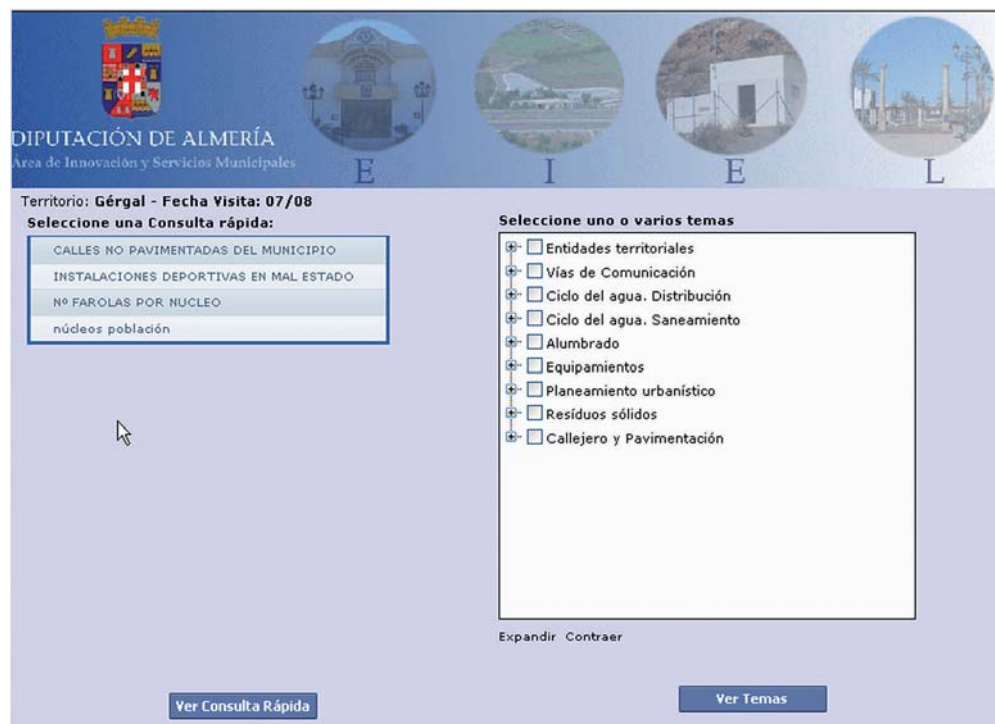 DIPUTACIÓN DE ALMERÍA
Área de Innovación y Servicios Municipales
E I E L
Territorio: Gérgal - Fecha Visita: 07/08
Seleccione una Consulta rápida:
CALLES NO PAVIMENTADAS DEL MUNICIPIO
INSTALACIONES DEPORTIVAS EN MAL ESTADO
Nº FAROLAS POR NUCLEO
núcleos población
Ver Consulta Rápida
Seleccione uno o varios temas
Entidades territoriales
Vías de Comunicación
Ciclo del agua. Distribución
Ciclo del agua. Saneamiento
Alumbrado
Equipamientos
Planeamiento urbanístico
Resíduos sólidos
Callejero y Pavimentación
Expandir Contraer
Ver Temas